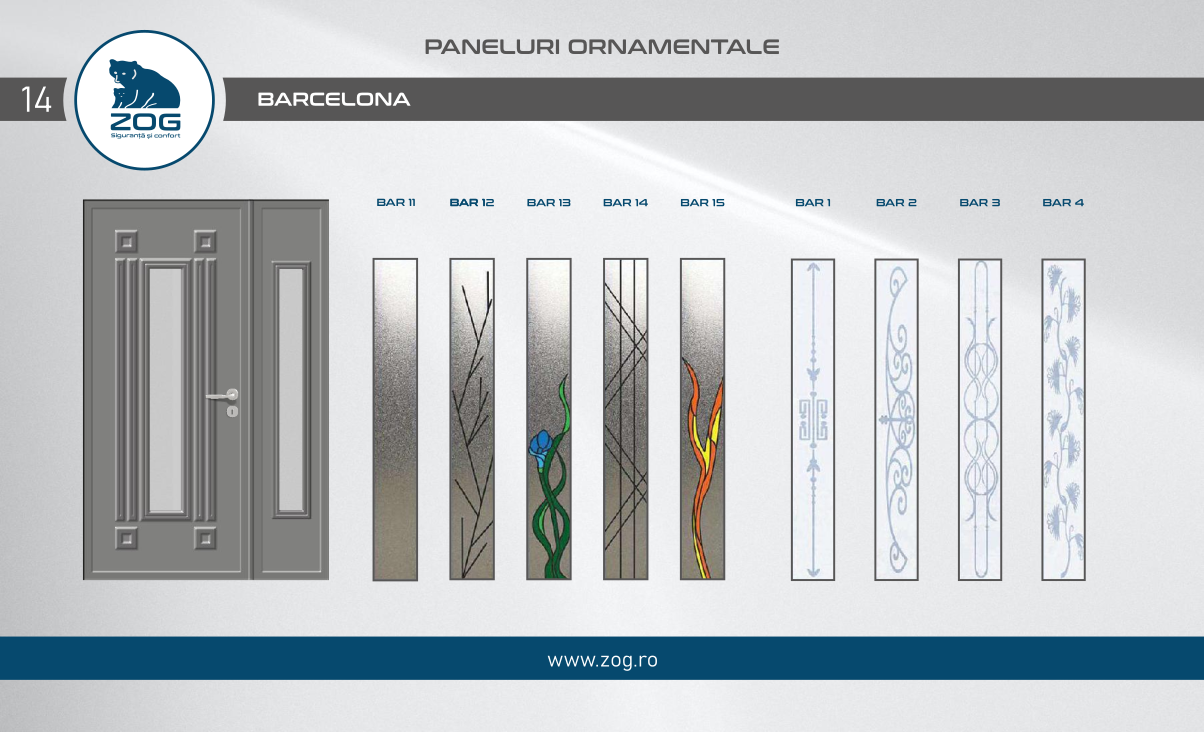 PANELURI ORNAMENTALE
14
ZOG
Siguranță și confort
BARCELONA
BAR 11 BAR 12 BAR 13 BAR 14 BAR 15 BAR 1 BAR 2 BAR 3 BAR 4
www.zog.ro